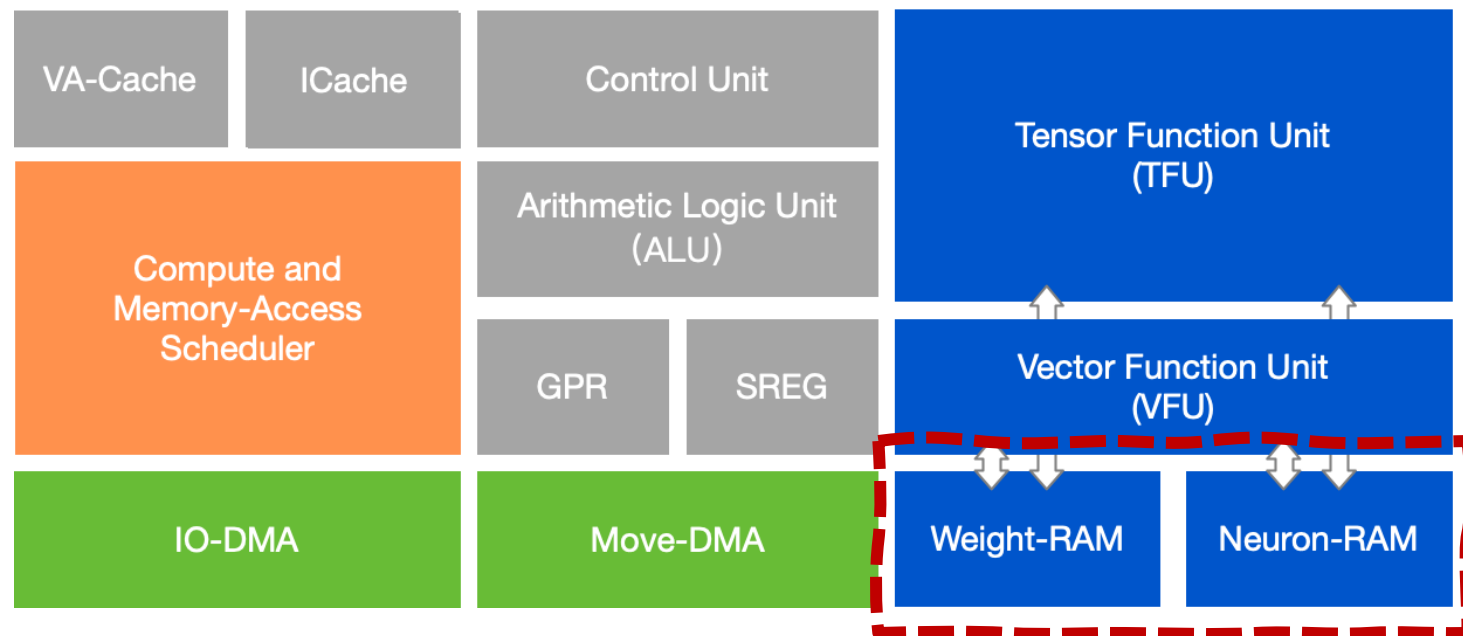 VA-Cache
ICache
Control Unit
Tensor Function Unit
(TFU)
Arithmetic Logic Unit
(ALU)
Compute and
Memory-Access
Scheduler
GPR
SREG
Vector Function Unit
(VFU)
IO-DMA
Move-DMA
Weight-RAM
Neuron-RAM